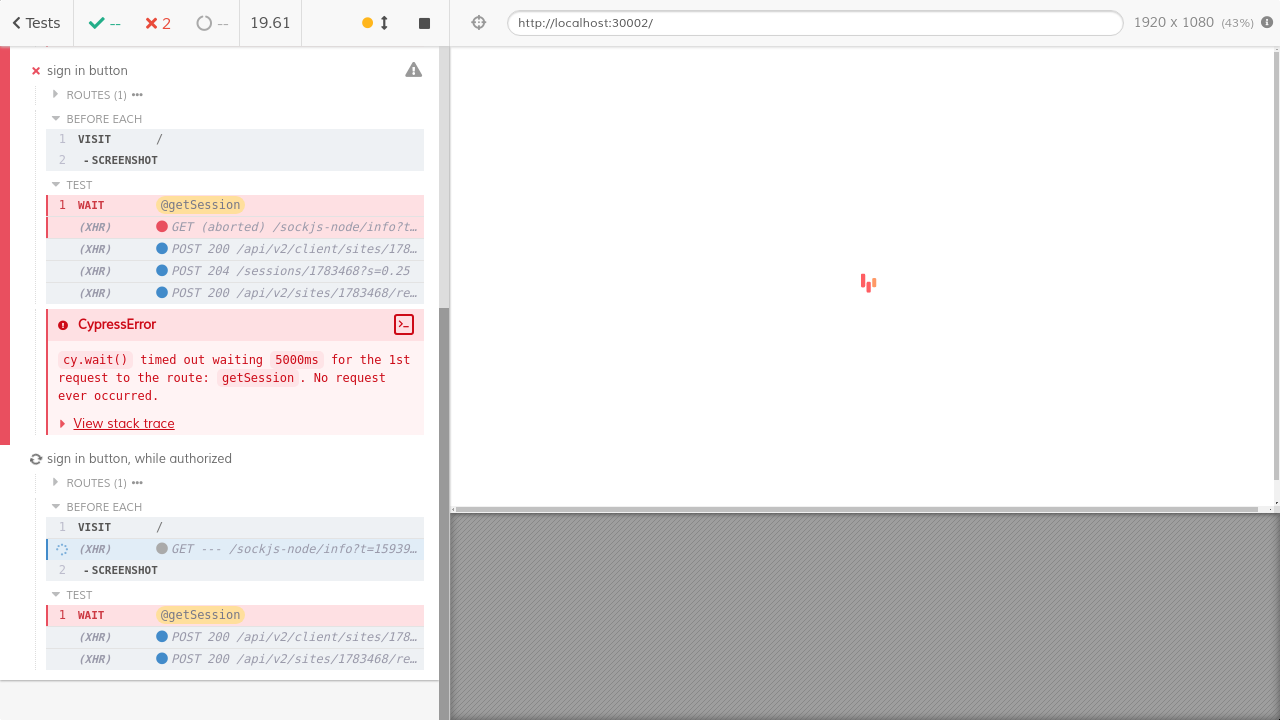 Tests -- 2 -- 19.61 http://localhost:30002/ 1920 x 1080 (43%)
sign in button
ROUTES (1)
BEFORE EACH
1 VISIT /
2 - SCREENSHOT
TEST
1 WAIT @getSession
(XHR) GET (aborted) /sockjs-node/info?t…
(XHR) POST 200 /api/v2/client/sites/178…
(XHR) POST 204 /sessions/1783468?s=0.25
(XHR) POST 200 /api/v2/sites/1783468/re…
CypressError
cy.wait() timed out waiting 5000ms for the 1st
request to the route: getSession. No request
ever occurred.
View stack trace
sign in button, while authorized
ROUTES (1)
BEFORE EACH
1 VISIT /
(XHR) GET --- /sockjs-node/info?t=15939…
2 - SCREENSHOT
TEST
1 WAIT @getSession
(XHR) POST 200 /api/v2/client/sites/178…
(XHR) POST 200 /api/v2/sites/1783468/re…